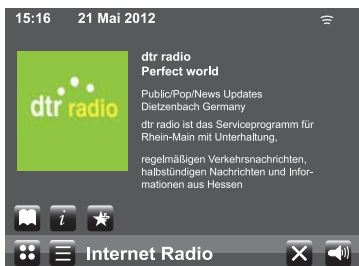 15:16 21 Mai 2012
dtr radio
dtr radio
Perfect world
Public/Pop/News Updates
Dietzenbach Germany
dtr radio ist das Serviceprogramm für
Rhein-Main mit Unterhaltung,
regelmäßigen Verkehrsnachrichten,
halbstündigen Nachrichten und Infor-
mationen aus Hessen
i
Internet Radio